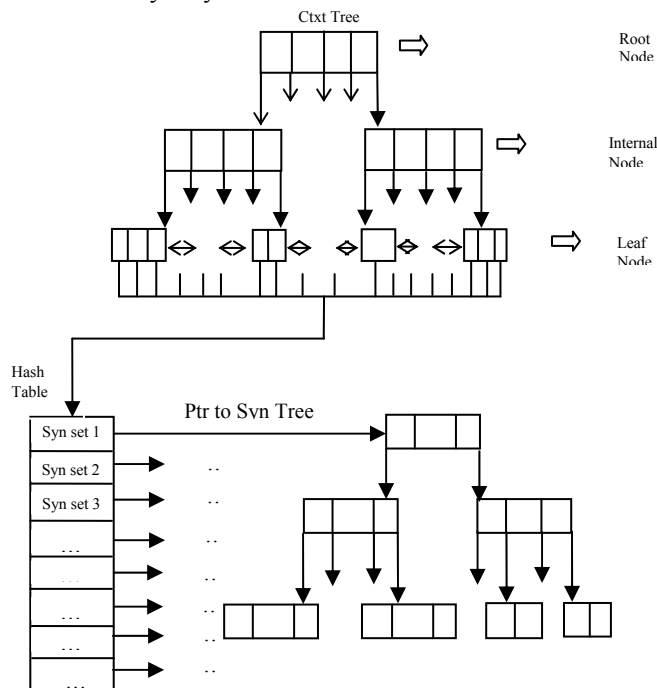 Ctxt Tree
Root
Node
Internal
Node
Leaf
Node
Hash
Table
Ptr to Syn Tree
Syn set 1
Syn set 2
..
Syn set 3
..
...
..
...
..
...
..
...
..
...
..